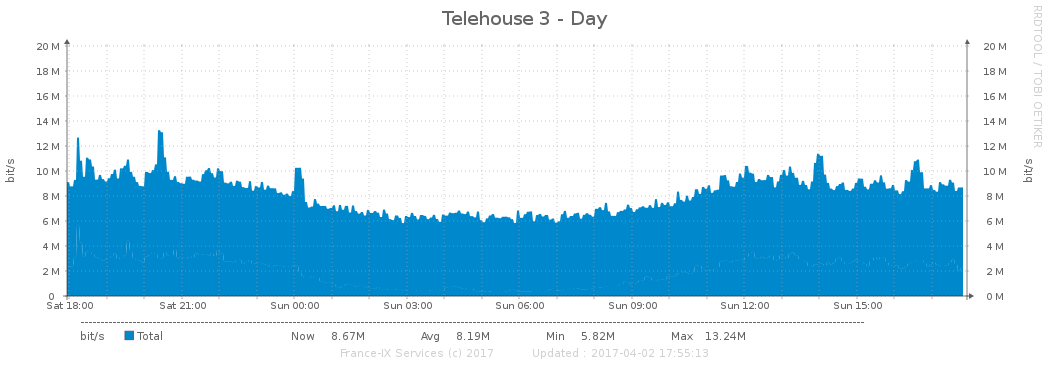 Telehouse 3 - Day
RRDTOOL / TOBI OETIKER
bit/s
bit/s
20 M 20 M
18 M 18 M
16 M 16 M
14 M 14 M
12 M 12 M
10 M 10 M
8 M 8 M
6 M 6 M
4 M 4 M
2 M 2 M
0 0 M
Sat 18:00 Sat 21:00 Sun 00:00 Sun 03:00 Sun 06:00 Sun 09:00 Sun 12:00 Sun 15:00
bit/s Total Now 8.67M Avg 8.19M Min 5.82M Max 13.24M
France-IX Services (c) 2017 Updated : 2017-04-02 17:55:13